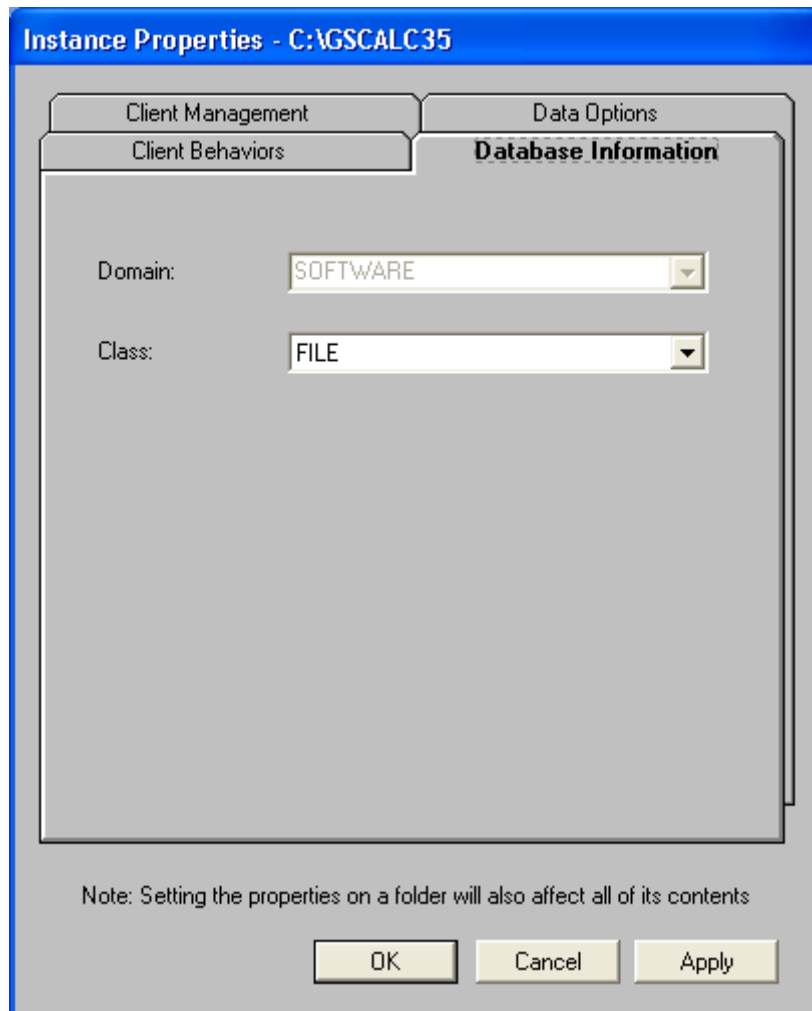 Instance Properties - C:\GSCALC35
Client Management
Data Options
Client Behaviors
Database Information
Domain:
SOFTWARE
Class:
FILE
Note: Setting the properties on a folder will also affect all of its contents
OK
Cancel
Apply